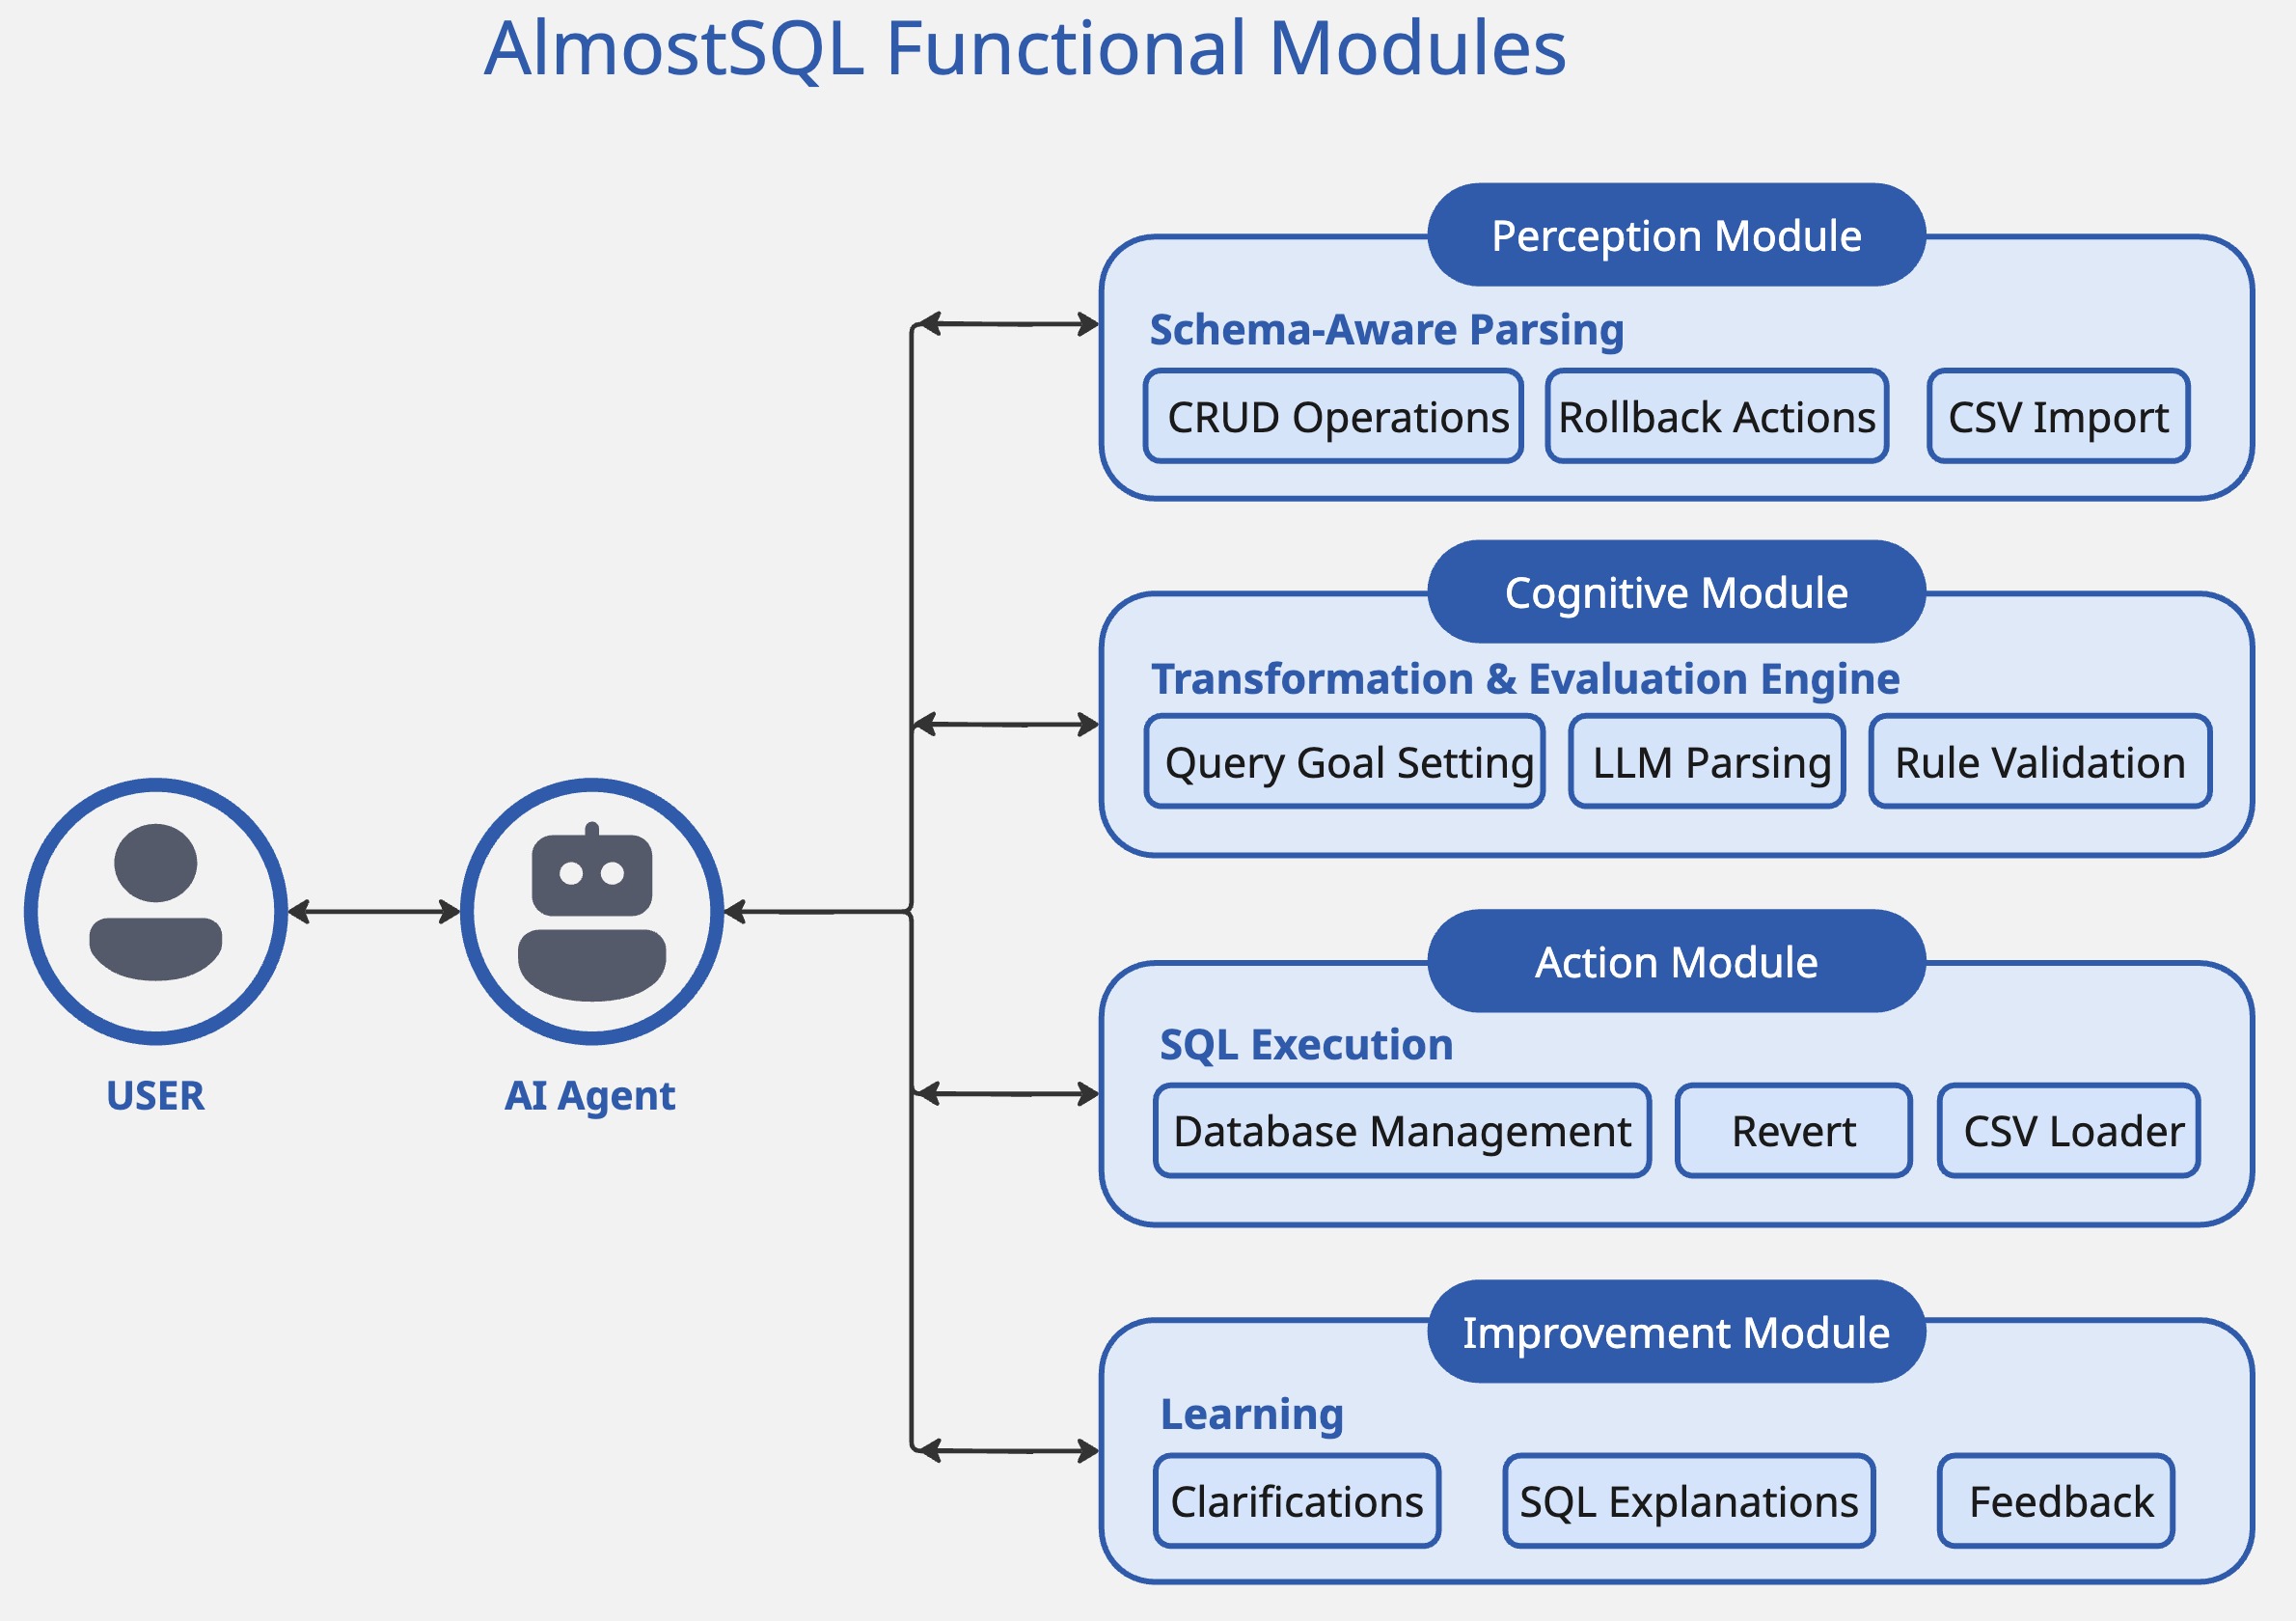 AlmostSQL Functional Modules
Perception Module
Schema-Aware Parsing
CRUD Operations
Rollback Actions
CSV Import
Cognitive Module
Transformation & Evaluation Engine
Query Goal Setting
LLM Parsing
Rule Validation
USER
AI Agent
Action Module
SQL Execution
Database Management
Revert
CSV Loader
Improvement Module
Learning
Clarifications
SQL Explanations
Feedback